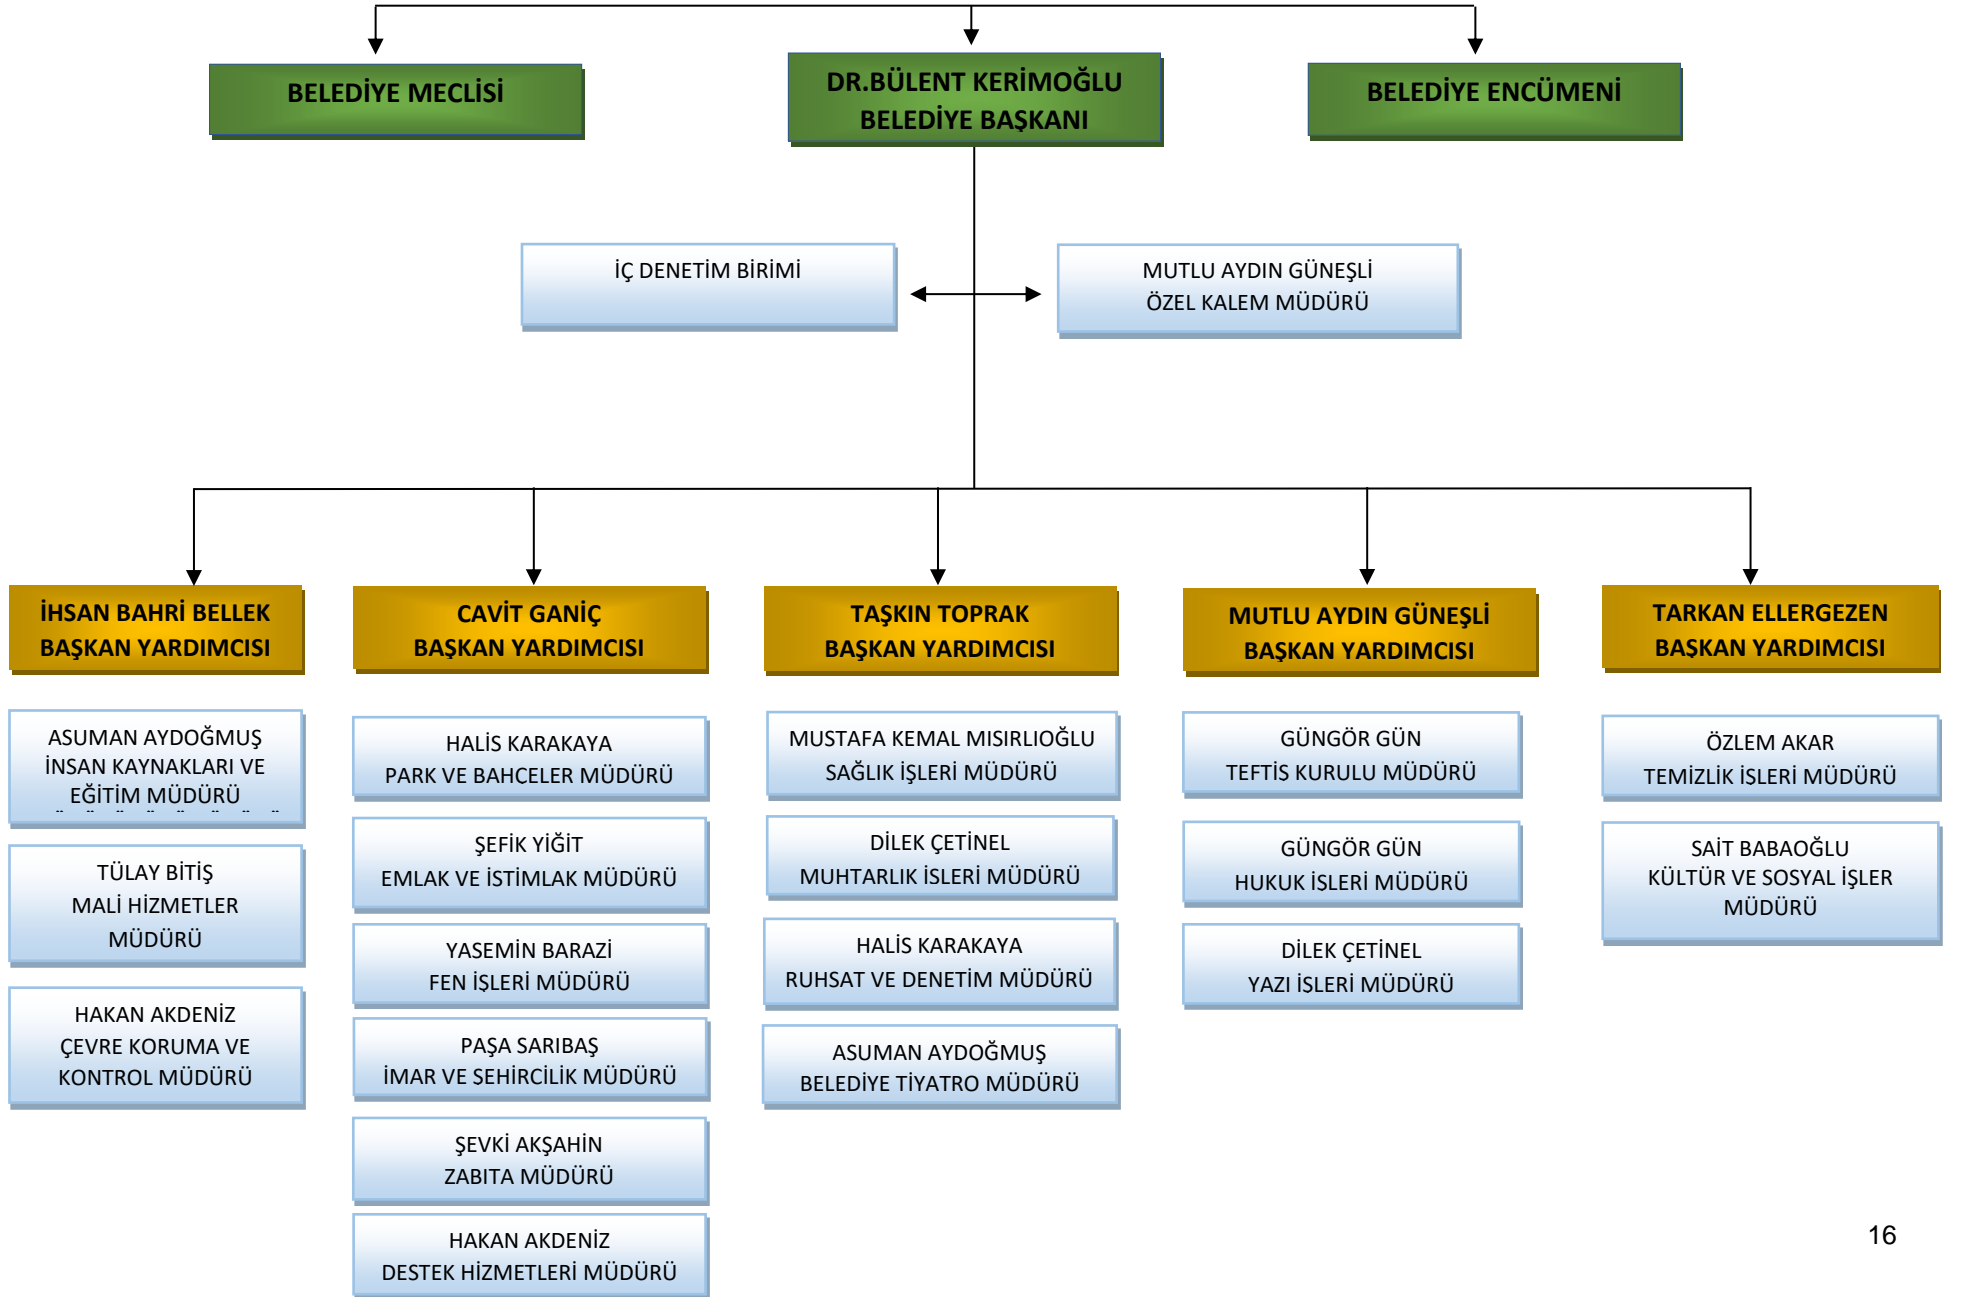 BELEDİYE MECLİSİ
DR.BÜLENT KERİMOĞLU
BELEDİYE BAŞKANI
BELEDİYE ENCÜMENİ
İÇ DENETİM BİRİMİ
MUTLU AYDIN GÜNEŞLİ
ÖZEL KALEM MÜDÜRÜ
İHSAN BAHRİ BELLEK
BAŞKAN YARDIMCISI
ASUMAN AYDOĞMUŞ
İNSAN KAYNAKLARI VE
EĞİTİM MÜDÜRÜ
TÜLAY BİTİŞ
MALİ HİZMETLER
MÜDÜRÜ
HAKAN AKDENİZ
ÇEVRE KORUMA VE
KONTROL MÜDÜRÜ
CAVİT GANİÇ
BAŞKAN YARDIMCISI
HALİS KARAKAYA
PARK VE BAHÇELER MÜDÜRÜ
ŞEFİK YİĞİT
EMLAK VE İSTİMLAK MÜDÜRÜ
YASEMİN BARAZİ
FEN İŞLERİ MÜDÜRÜ
PAŞA SARIBAŞ
İMAR VE ŞEHİRCİLİK MÜDÜRÜ
ŞEVKİ AKŞAHİN
ZABITA MÜDÜRÜ
HAKAN AKDENİZ
DESTEK HİZMETLERİ MÜDÜRÜ
TAŞKIN TOPRAK
BAŞKAN YARDIMCISI
MUSTAFA KEMAL MISIRLIOĞLU
SAĞLIK İŞLERİ MÜDÜRÜ
DİLEK ÇETİNEL
MUHTARLIK İŞLERİ MÜDÜRÜ
HALİS KARAKAYA
RUHSAT VE DENETİM MÜDÜRÜ
ASUMAN AYDOĞMUŞ
BELEDİYE TİYATRO MÜDÜRÜ
MUTLU AYDIN GÜNEŞLİ
BAŞKAN YARDIMCISI
GÜNGÖR GÜN
TEFTİŞ KURULU MÜDÜRÜ
GÜNGÖR GÜN
HUKUK İŞLERİ MÜDÜRÜ
DİLEK ÇETİNEL
YAZI İŞLERİ MÜDÜRÜ
TARKAN ELLERGEZEN
BAŞKAN YARDIMCISI
ÖZLEM AKAR
TEMİZLİK İŞLERİ MÜDÜRÜ
SAİT BABAOĞLU
KÜLTÜR VE SOSYAL İŞLER
MÜDÜRÜ
16